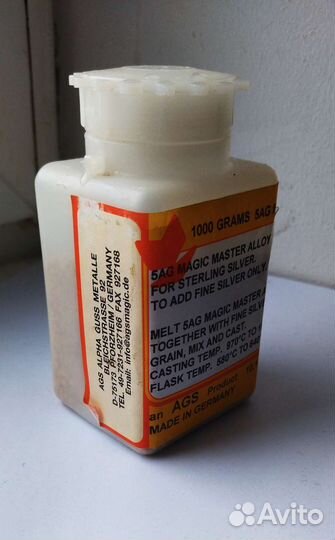 AGS ALPHA GUSS METALLE
BLEICHSTRASSE 92
D-75173 PFORZHEIM / GERMANY
TEL. 49-7231-927166 FAX 927168
Email: info@agsmagic.de
1000 GRAMS 5AG
5AG MAGIC MASTER ALLOY
FOR STERLING SILVER.
TO ADD FINE SILVER ONLY.
MELT 5AG MAGIC MASTER
TOGETHER WITH FINE
GRAIN, MIX AND CAST.
CASTING TEMP. 970°C TO
FLASK TEMP. 580°C TO
an AGS Product
MADE IN GERMANY
Avito